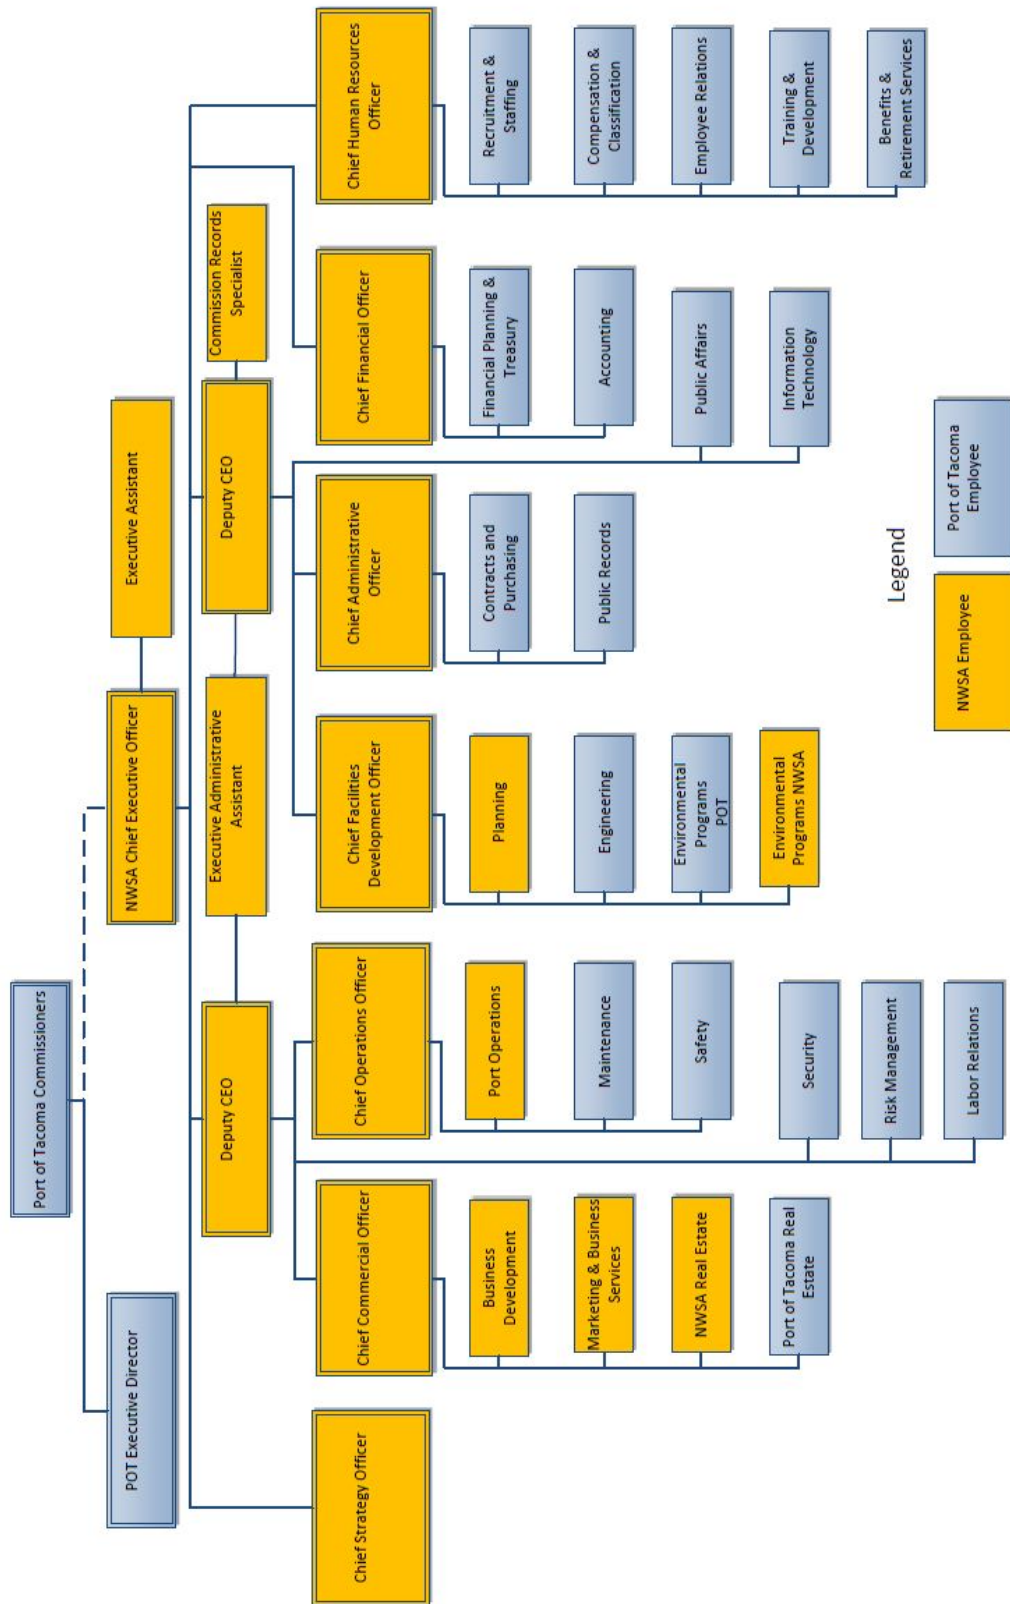 Port of Tacoma Commissioners
POT Executive Director
NWSA Chief Executive Officer
Executive Assistant
Deputy CEO
Executive Administrative
Assistant
Deputy CEO
Commission Records
Specialist
Chief Strategy Officer
Chief Commercial Officer
Chief Operations Officer
Chief Facilities
Development Officer
Chief Administrative
Officer
Chief Financial Officer
Chief Human Resources
Officer
Business
Development
Marketing & Business
Services
NWSA Real Estate
Port of Tacoma Real
Estate
Port Operations
Maintenance
Safety
Security
Risk Management
Labor Relations
Planning
Engineering
Environmental
Programs
POT
Environmental
Programs NWSA
Contracts and
Purchasing
Public Records
Financial Planning &
Treasury
Accounting
Public Affairs
Information
Technology
Recruitment &
Staffing
Compensation &
Classification
Employee Relations
Training &
Development
Benefits &
Retirement Services
Legend
NWSA Employee
Port of Tacoma
Employee